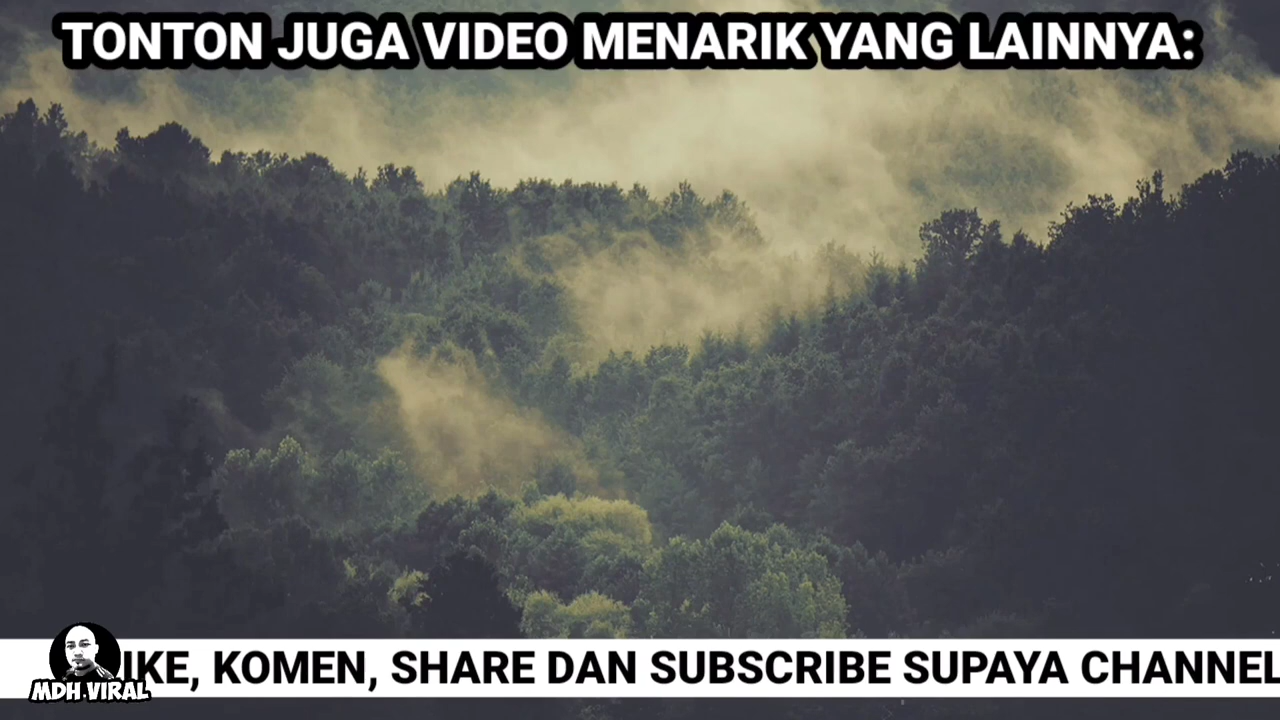 TONTON JUGA VIDEO MENARIK YANG LAINNYA:
IKE, KOMEN, SHARE DAN SUBSCRIBE SUPAYA CHANNEL
MDH VIRAL